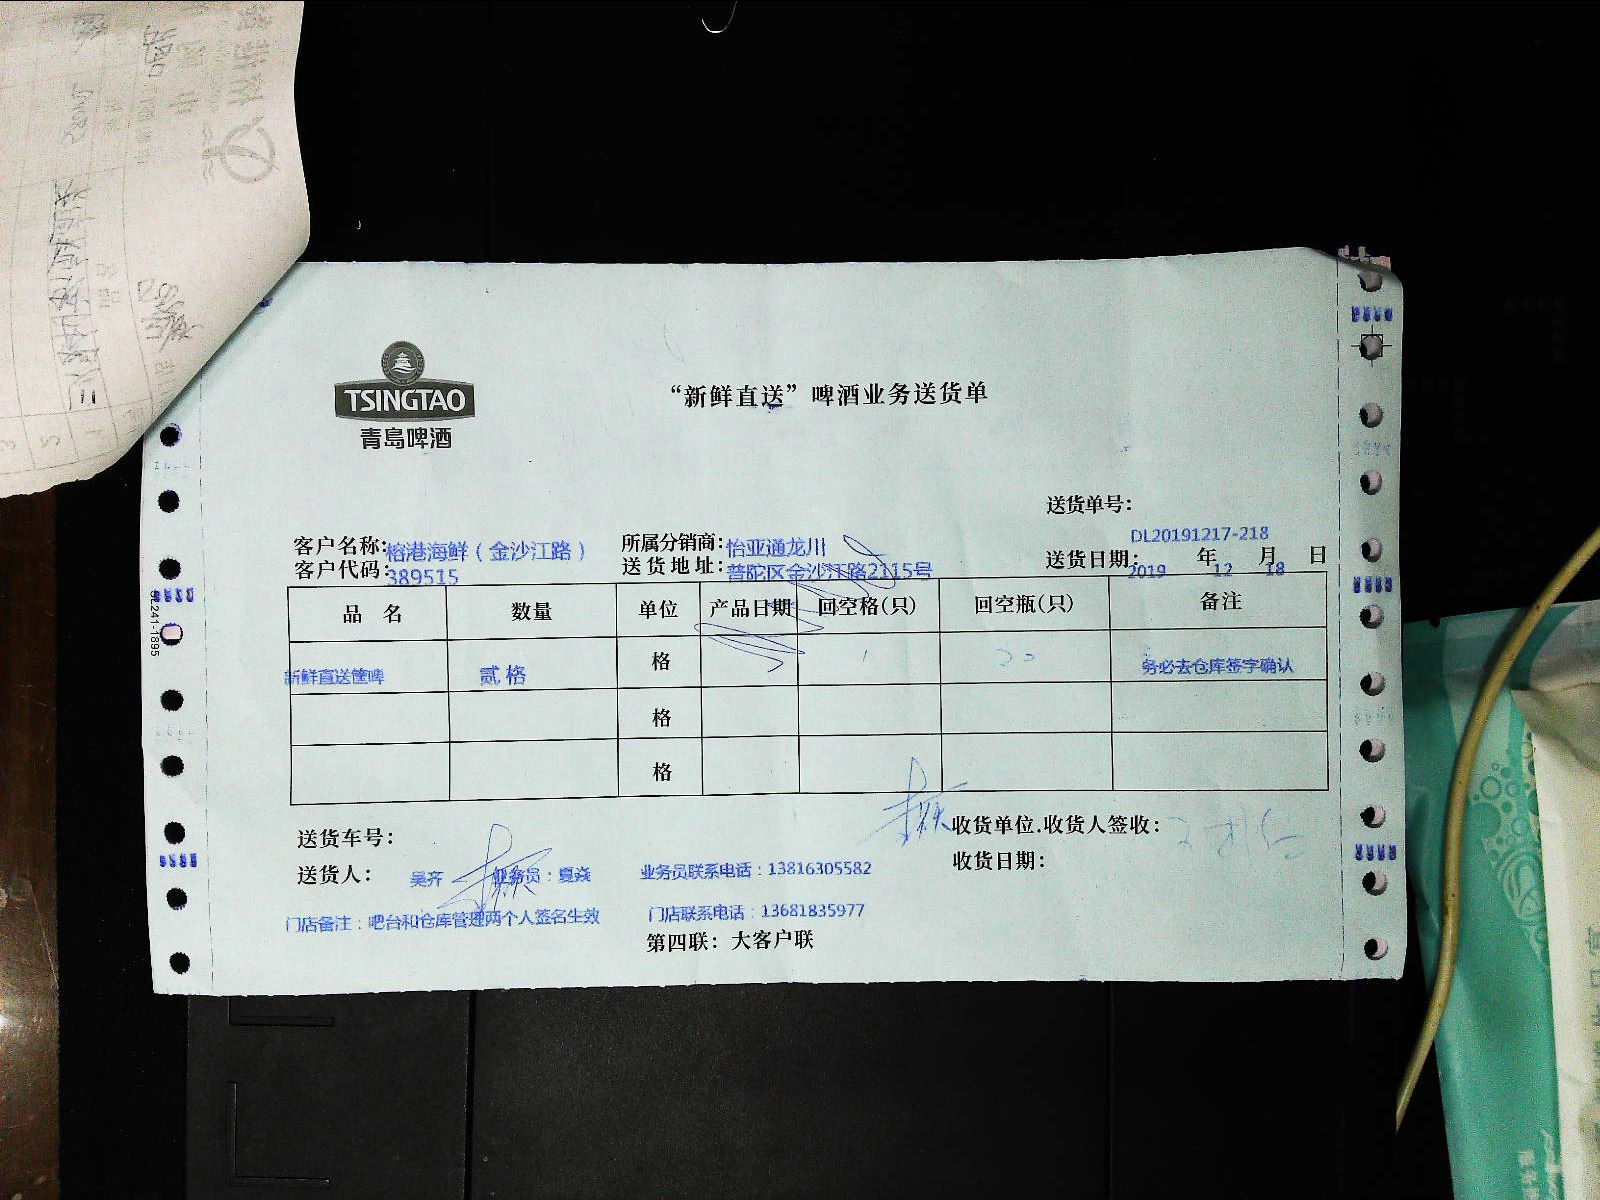 TSINGTAO
青岛啤酒
“新鲜直送”啤酒业务送货单
送货单号：
DL20191217-218
客户名称：榕港海鲜（金沙江路） 所属分销商：怡亚通龙川 送货日期： 2019 年 12 月 18 日
客户代码：389515 送货地址：普陀区金沙江路2115号
品 名 数量 单位 产品日期 回空格(只) 回空瓶(只) 备注
新鲜直送筐啤 贰格 格 1 20 务必去仓库签字确认
格
格
送货车号： 收货单位.收货人签收：
送货人： 吴齐 业务员：夏焱 业务员联系电话：13816305582 收货日期：
门店备注：吧台和仓库管理两个人签名生效 门店联系电话：13681835977
第四联：大客户联
SL241-1895